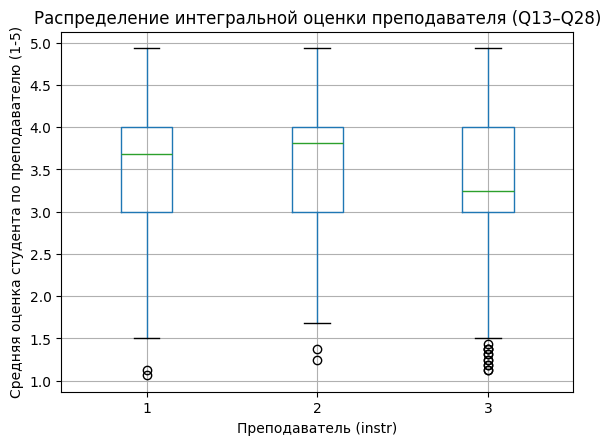 Распределение интегральной оценки преподавателя (Q13–Q28)
Средняя оценка студента по преподавателю (1-5)
5.0
4.5
4.0
3.5
3.0
2.5
2.0
1.5
1.0
1 2 3
Преподаватель (instr)